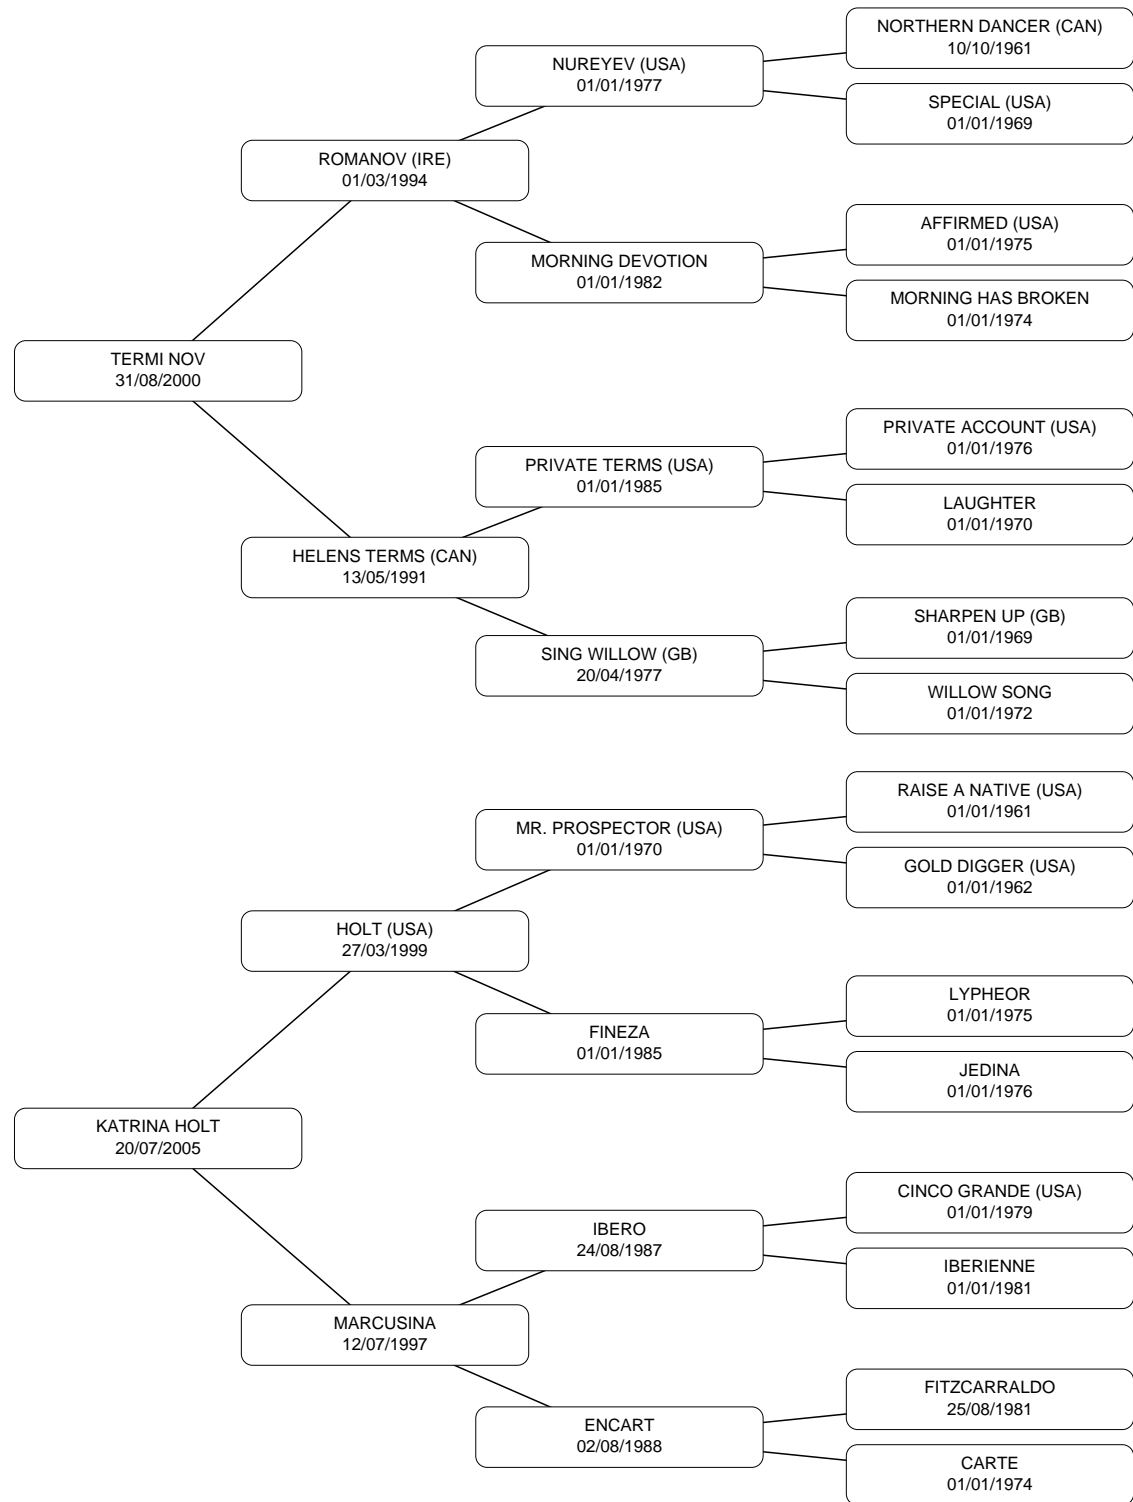 NORTHERN DANCER (CAN)
10/10/1961
NUREYEV (USA)
01/01/1977
SPECIAL (USA)
01/01/1969
ROMANOV (IRE)
01/03/1994
AFFIRMED (USA)
01/01/1975
MORNING DEVOTION
01/01/1982
MORNING HAS BROKEN
01/01/1974
TERMI NOV
31/08/2000
PRIVATE ACCOUNT (USA)
01/01/1976
PRIVATE TERMS (USA)
01/01/1985
LAUGHTER
01/01/1970
HELENS TERMS (CAN)
13/05/1991
SHARPEN UP (GB)
01/01/1969
SING WILLOW (GB)
20/04/1977
WILLOW SONG
01/01/1972
RAISE A NATIVE (USA)
01/01/1961
MR. PROSPECTOR (USA)
01/01/1970
GOLD DIGGER (USA)
01/01/1962
HOLT (USA)
27/03/1999
LYPHEOR
01/01/1975
FINEZA
01/01/1985
JEDINA
01/01/1976
KATRINA HOLT
20/07/2005
CINCO GRANDE (USA)
01/01/1979
IBERO
24/08/1987
IBERIENNE
01/01/1981
MARCUSINA
12/07/1997
FITZCARRALDO
25/08/1981
ENCART
02/08/1988
CARTE
01/01/1974